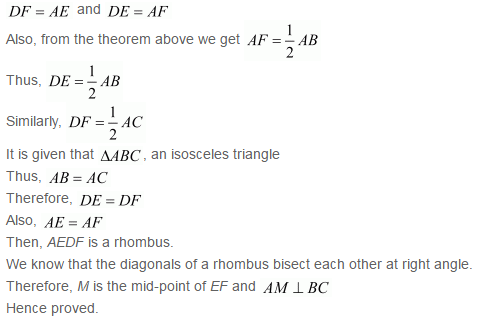 DF = AE and DE = AF
Also, from the theorem above we get AF = 1/2 AB
Thus, DE = 1/2 AB
Similarly, DF = 1/2 AC
It is given that ΔABC , an isosceles triangle
Thus, AB = AC
Therefore, DE = DF
Also, AE = AF
Then, AEDF is a rhombus.
We know that the diagonals of a rhombus bisect each other at right angle.
Therefore, M is the mid-point of EF and AM ⊥ BC
Hence proved.